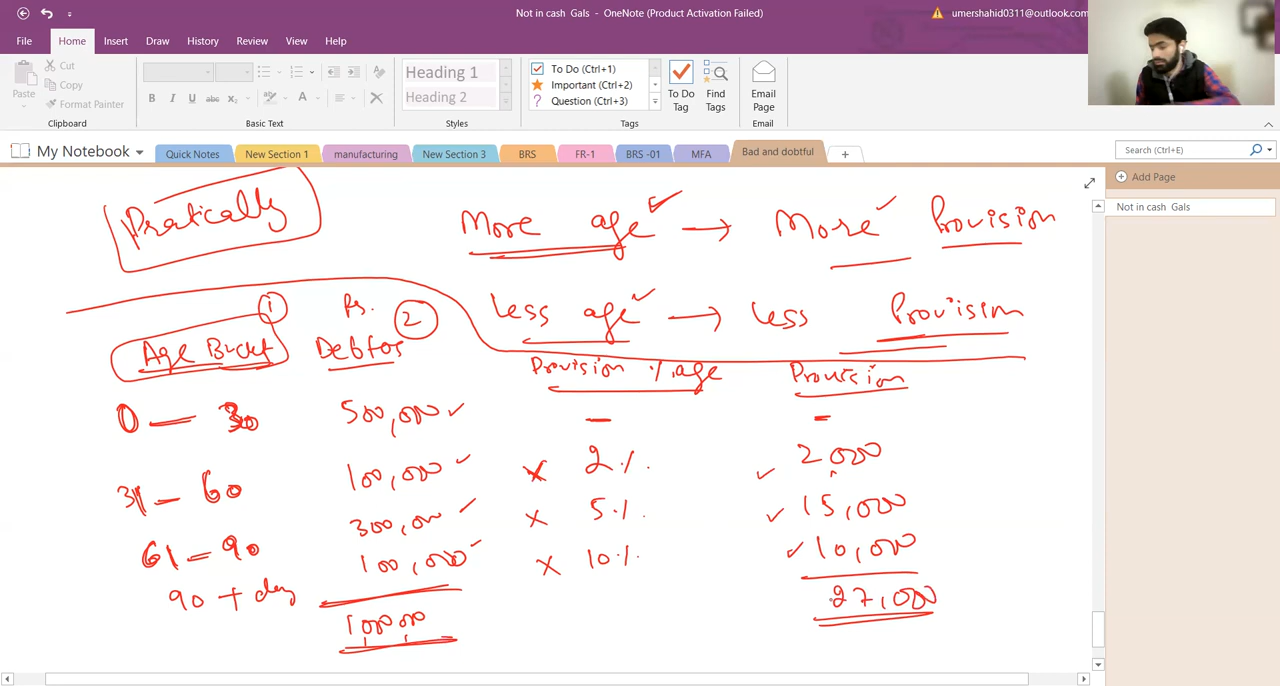 Not in cash Gals - OneNote (Product Activation Failed)
umershahid0311@outlook.com
File Home Insert Draw History Review View Help
Cut
Copy
Format Painter
Paste
Clipboard
B I U abc X₂ A
Basic Text
Heading 1
Heading 2
Styles
To Do (Ctrl+1)
Important (Ctrl+2)
Question (Ctrl+3)
To Do Tag
Find Tags
Tags
Email Page
Email
My Notebook Quick Notes New Section 1 manufacturing New Section 3 BRS FR-1 BRS -01 MFA Bad and dobtful
Search (Ctrl+E)
Add Page
Not in cash Gals
Pratically
More age → More Provision
Less age → Less Provision
① Rs. ②
Age Bucket Debtos Provision %age Provision
0 — 30 500,000 — —
31 — 60 100,000 × 2% 2,000
61 — 90 300,000 × 5% 15,000
90 + day 100,000 × 10% 10,000
1,000,000 27,000